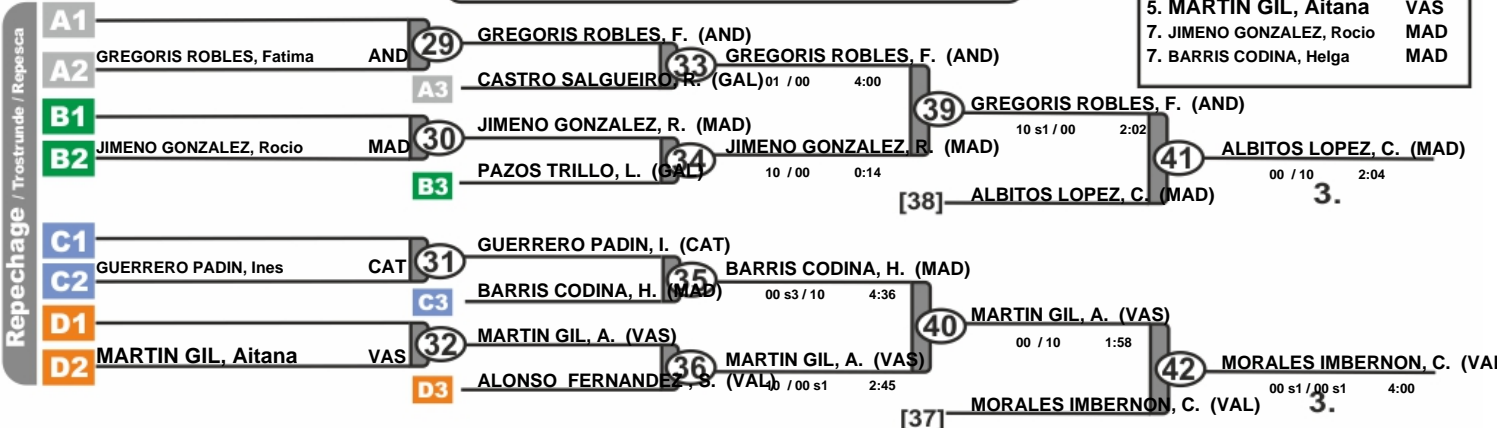 5. MARTIN GIL, Aitana VAS
7. JIMENO GONZALEZ, Rocio MAD
7. BARRIS CODINA, Helga MAD
Repechage / Trostrunde / Repesca
A1
A2 GREGORIS ROBLES, Fatima AND
B1
B2 JIMENO GONZALEZ, Rocio MAD
C1
C2 GUERRERO PADIN, Ines CAT
D1
D2 MARTIN GIL, Aitana VAS
29 GREGORIS ROBLES, F. (AND)
A3 CASTRO SALGUEIRO, R. (GAL)
30 JIMENO GONZALEZ, R. (MAD)
B3 PAZOS TRILLO, L. (GAL)
31 GUERRERO PADIN, I. (CAT)
C3 BARRIS CODINA, H. (MAD)
32 MARTIN GIL, A. (VAS)
D3 ALONSO FERNANDEZ , S. (VAL)
33 GREGORIS ROBLES, F. (AND)
01 / 00 4:00
34 JIMENO GONZALEZ, R. (MAD)
10 / 00 0:14
35 BARRIS CODINA, H. (MAD)
00 s3 / 10 4:36
36 MARTIN GIL, A. (VAS)
10 / 00 s1 2:45
39 GREGORIS ROBLES, F. (AND)
10 s1 / 00 2:02
[38] ALBITOS LOPEZ, C. (MAD)
40 MARTIN GIL, A. (VAS)
00 / 10 1:58
[37] MORALES IMBERNON, C. (VAL)
41 ALBITOS LOPEZ, C. (MAD)
00 / 10 2:04
3.
42 MORALES IMBERNON, C. (VAL
00 s1 / 00 s1 4:00
3.